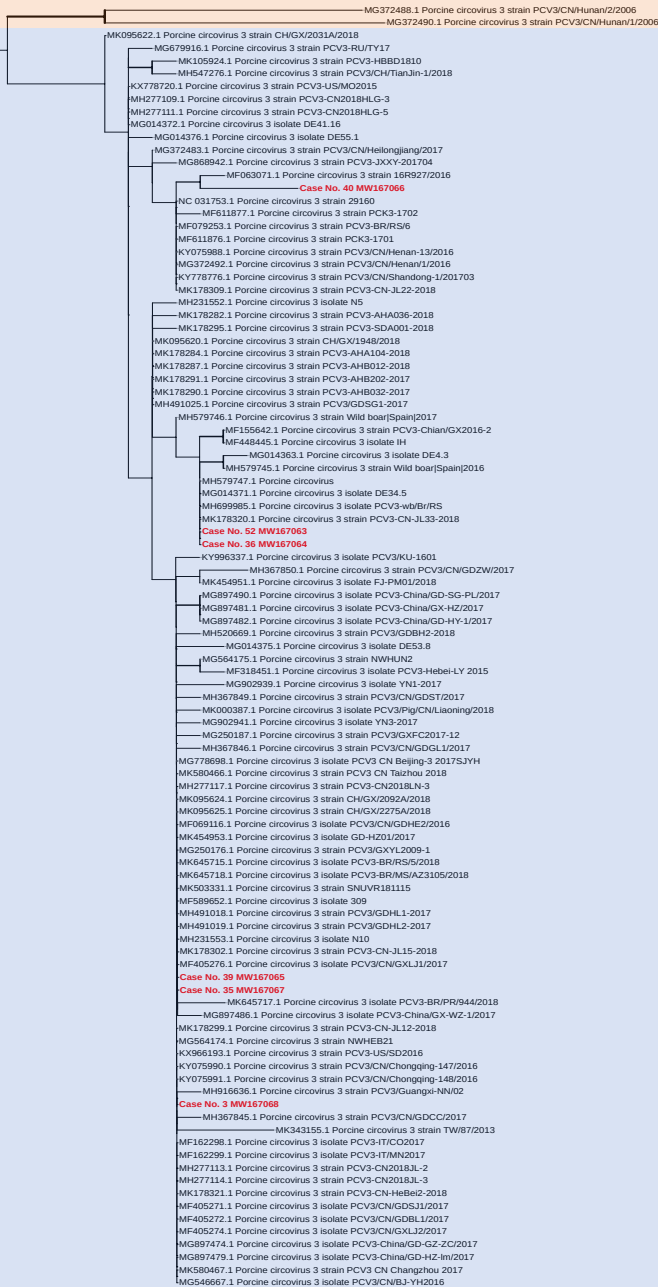 MG372488.1 Porcine circovirus 3 strain PCV3/CN/Hunan/2/2006
MG372490.1 Porcine circovirus 3 strain PCV3/CN/Hunan/1/2006
MK095622.1 Porcine circovirus 3 strain CH/GX/2031A/2018
MG679916.1 Porcine circovirus 3 strain PCV3-RU/TY17
MK105924.1 Porcine circovirus 3 strain PCV3-HBBD1810
MH547276.1 Porcine circovirus 3 strain PCV3/CH/TianJin-1/2018
KX778720.1 Porcine circovirus 3 strain PCV3-US/MO2015
MH277109.1 Porcine circovirus 3 strain PCV3-CN2018HLG-3
MH277111.1 Porcine circovirus 3 strain PCV3-CN2018HLG-5
MG014372.1 Porcine circovirus 3 isolate DE41.16
MG014376.1 Porcine circovirus 3 isolate DE55.1
MG372483.1 Porcine circovirus 3 strain PCV3/CN/Heilongjiang/2017
MG868942.1 Porcine circovirus 3 strain PCV3-JXXY-201704
MF063071.1 Porcine circovirus 3 strain 16R927/2016
Case No. 40 MW167066
NC 031753.1 Porcine circovirus 3 strain 29160
MF611877.1 Porcine circovirus 3 strain PCK3-1702
MF079253.1 Porcine circovirus 3 strain PCV3-BR/RS/6
MF611876.1 Porcine circovirus 3 strain PCK3-1701
KY075988.1 Porcine circovirus 3 strain PCV3/CN/Henan-13/2016
MG372492.1 Porcine circovirus 3 strain PCV3/CN/Henan/1/2016
KY778776.1 Porcine circovirus 3 strain PCV3/CN/Shandong-1/201703
MK178309.1 Porcine circovirus 3 strain PCV3-CN-JL22-2018
MH231552.1 Porcine circovirus 3 isolate N5
MK178282.1 Porcine circovirus 3 strain PCV3-AHA036-2018
MK178295.1 Porcine circovirus 3 strain PCV3-SDA001-2018
MK095620.1 Porcine circovirus 3 strain CH/GX/1948/2018
MK178284.1 Porcine circovirus 3 strain PCV3-AHA104-2018
MK178287.1 Porcine circovirus 3 strain PCV3-AHB012-2018
MK178291.1 Porcine circovirus 3 strain PCV3-AHB202-2017
MK178290.1 Porcine circovirus 3 strain PCV3-AHB032-2017
MH491025.1 Porcine circovirus 3 strain PCV3/GDSG1-2017
MH579746.1 Porcine circovirus 3 strain Wild boar|Spain|2017
MF155642.1 Porcine circovirus 3 strain PCV3-Chian/GX2016-2
MF448445.1 Porcine circovirus 3 isolate IH
MG014363.1 Porcine circovirus 3 isolate DE4.3
MH579745.1 Porcine circovirus 3 strain Wild boar|Spain|2016
MH579747.1 Porcine circovirus
MG014371.1 Porcine circovirus 3 isolate DE34.5
MH699985.1 Porcine circovirus 3 isolate PCV3-wb/Br/RS
MK178320.1 Porcine circovirus 3 strain PCV3-CN-JL33-2018
Case No. 52 MW167063
Case No. 36 MW167064
KY996337.1 Porcine circovirus 3 isolate PCV3/KU-1601
MH367850.1 Porcine circovirus 3 strain PCV3/CN/GDZW/2017
MK454951.1 Porcine circovirus 3 isolate FJ-PM01/2018
MG897490.1 Porcine circovirus 3 isolate PCV3-China/GD-SG-PL/2017
MG897481.1 Porcine circovirus 3 isolate PCV3-China/GX-HZ/2017
MG897482.1 Porcine circovirus 3 isolate PCV3-China/GD-HY-1/2017
MH520669.1 Porcine circovirus 3 strain PCV3/GDBH2-2018
MG014375.1 Porcine circovirus 3 isolate DE53.8
MG564175.1 Porcine circovirus 3 strain NWHUN2
MF318451.1 Porcine circovirus 3 isolate PCV3-Hebei-LY 2015
MG902939.1 Porcine circovirus 3 isolate YN1-2017
MH367849.1 Porcine circovirus 3 strain PCV3/CN/GDST/2017
MK000387.1 Porcine circovirus 3 isolate PCV3/Pig/CN/Liaoning/2018
MG902941.1 Porcine circovirus 3 isolate YN3-2017
MG250187.1 Porcine circovirus 3 strain PCV3/GXFC2017-12
MH367846.1 Porcine circovirus 3 strain PCV3/CN/GDGL1/2017
MG778698.1 Porcine circovirus 3 isolate PCV3 CN Beijing-3 2017SJYH
MK580466.1 Porcine circovirus 3 strain PCV3 CN Taizhou 2018
MH277117.1 Porcine circovirus 3 strain PCV3-CN2018LN-3
MK095624.1 Porcine circovirus 3 strain CH/GX/2092A/2018
MK095625.1 Porcine circovirus 3 strain CH/GX/2275A/2018
MF069116.1 Porcine circovirus 3 isolate PCV3/CN/GDHE2/2016
MK454953.1 Porcine circovirus 3 isolate GD-HZ01/2017
MG250176.1 Porcine circovirus 3 strain PCV3/GXYL2009-1
MK645715.1 Porcine circovirus 3 isolate PCV3-BR/RS/5/2018
MK645718.1 Porcine circovirus 3 isolate PCV3-BR/MS/AZ3105/2018
MK503331.1 Porcine circovirus 3 strain SNUVR181115
MF589652.1 Porcine circovirus 3 isolate 309
MH491018.1 Porcine circovirus 3 strain PCV3/GDHL1-2017
MH491019.1 Porcine circovirus 3 strain PCV3/GDHL2-2017
MH231553.1 Porcine circovirus 3 isolate N10
MK178302.1 Porcine circovirus 3 strain PCV3-CN-JL15-2018
MF405276.1 Porcine circovirus 3 isolate PCV3/CN/GXLJ1/2017
Case No. 39 MW167065
Case No. 35 MW167067
MK645717.1 Porcine circovirus 3 isolate PCV3-BR/PR/944/2018
MG897486.1 Porcine circovirus 3 isolate PCV3-China/GX-WZ-1/2017
MK178299.1 Porcine circovirus 3 strain PCV3-CN-JL12-2018
MG564174.1 Porcine circovirus 3 strain NWHEB21
KX966193.1 Porcine circovirus 3 strain PCV3-US/SD2016
KY075990.1 Porcine circovirus 3 strain PCV3/CN/Chongqing-147/2016
KY075991.1 Porcine circovirus 3 strain PCV3/CN/Chongqing-148/2016
MH916636.1 Porcine circovirus 3 strain PCV3/Guangxi-NN/02
Case No. 3 MW167068
MH367845.1 Porcine circovirus 3 strain PCV3/CN/GDCC/2017
MK343155.1 Porcine circovirus 3 strain TW/87/2013
MF162298.1 Porcine circovirus 3 isolate PCV3-IT/CO2017
MF162299.1 Porcine circovirus 3 isolate PCV3-IT/MN2017
MH277113.1 Porcine circovirus 3 strain PCV3-CN2018JL-2
MH277114.1 Porcine circovirus 3 strain PCV3-CN2018JL-3
MK178321.1 Porcine circovirus 3 strain PCV3-CN-HeBei2-2018
MF405271.1 Porcine circovirus 3 isolate PCV3/CN/GDSJ1/2017
MF405272.1 Porcine circovirus 3 isolate PCV3/CN/GDBL1/2017
MF405274.1 Porcine circovirus 3 isolate PCV3/CN/GXLJ2/2017
MG897474.1 Porcine circovirus 3 isolate PCV3-China/GD-GZ-ZC/2017
MG897479.1 Porcine circovirus 3 isolate PCV3-China/GD-HZ-lm/2017
MK580467.1 Porcine circovirus 3 strain PCV3 CN Changzhou 2017
MG546667.1 Porcine circovirus 3 isolate PCV3/CN/BJ-YH2016